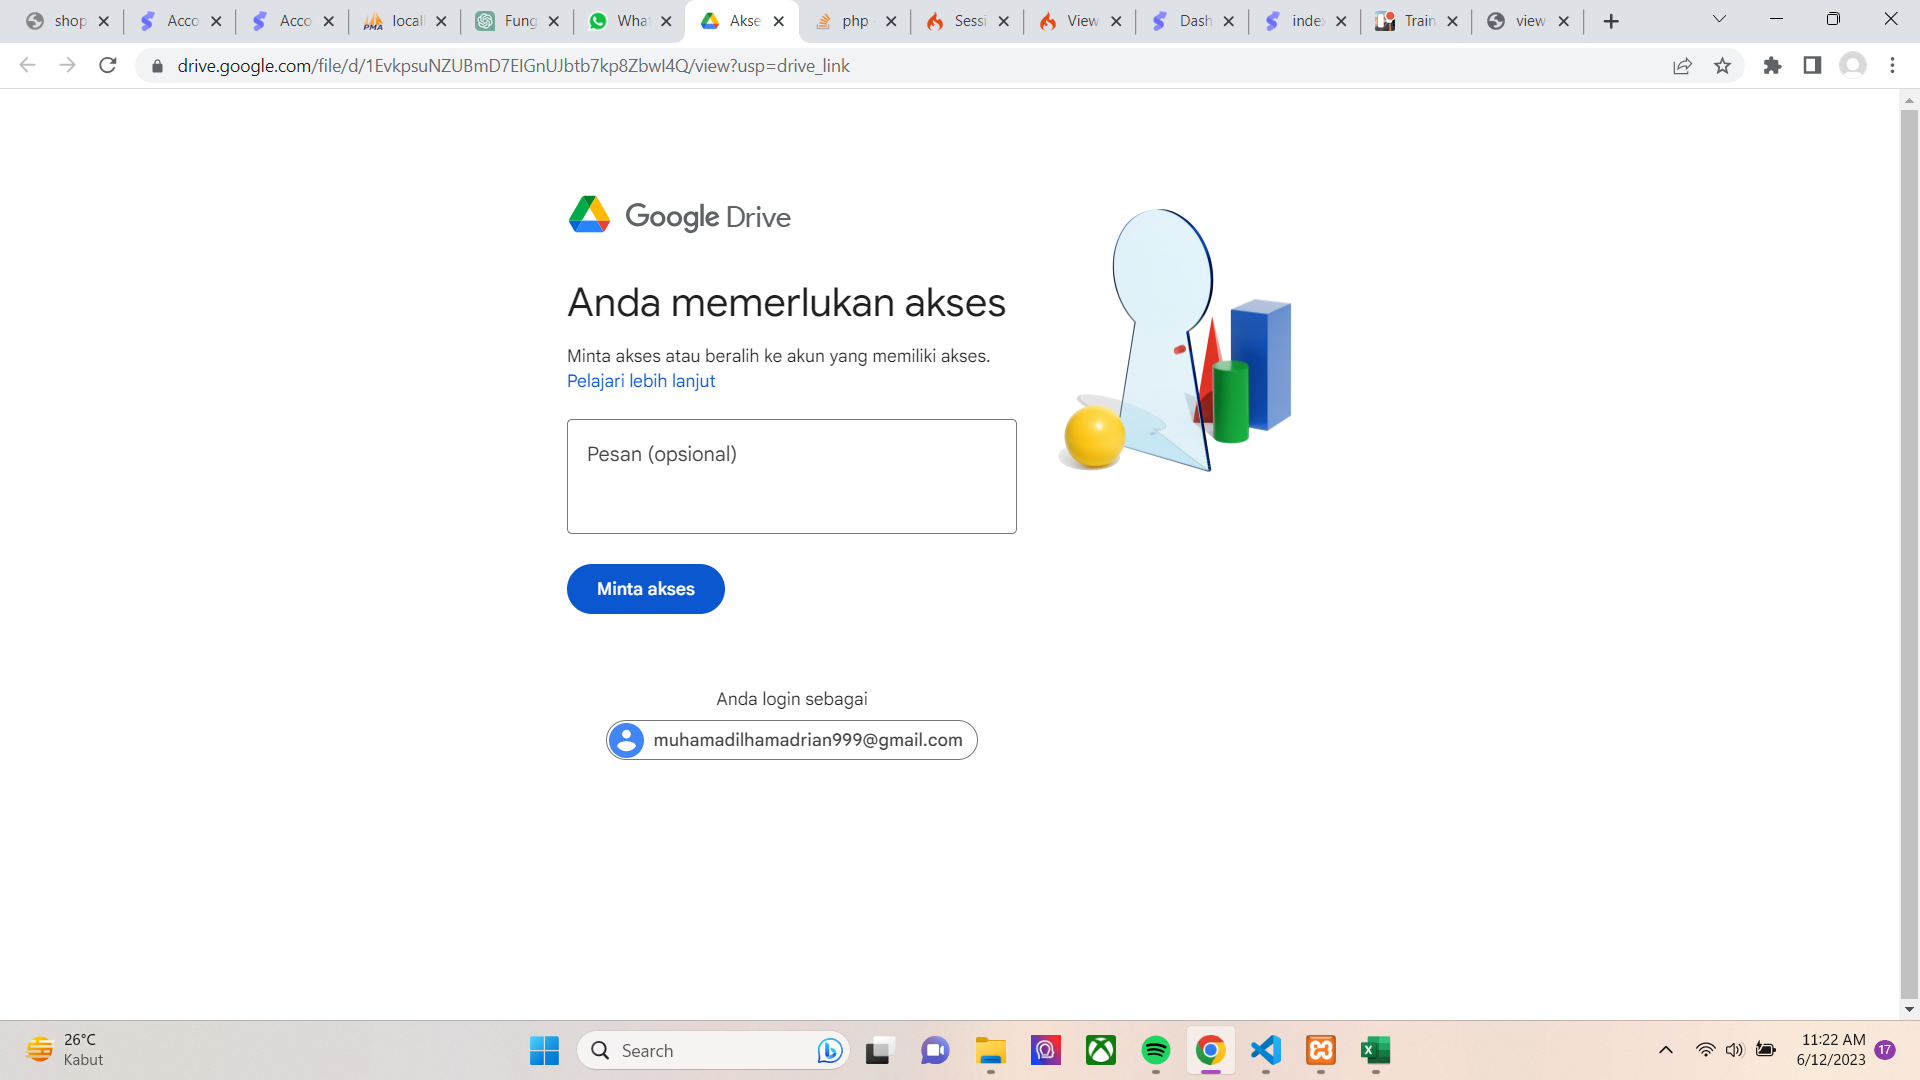 shop
Acco
Acco
PMA
local
Fung
What
Akse
php
Sessi
View
Dash
index
Train
view
drive.google.com/file/d/1EvkpsuNZUBmD7EIGnUJbtb7kp8Zbwl4Q/view?usp=drive_link
Google Drive
Anda memerlukan akses
Minta akses atau beralih ke akun yang memiliki akses.
Pelajari lebih lanjut
Pesan (opsional)
Minta akses
Anda login sebagai
muhamadilhamadrian999@gmail.com
26°C
Kabut
Search
11:22 AM
6/12/2023
17